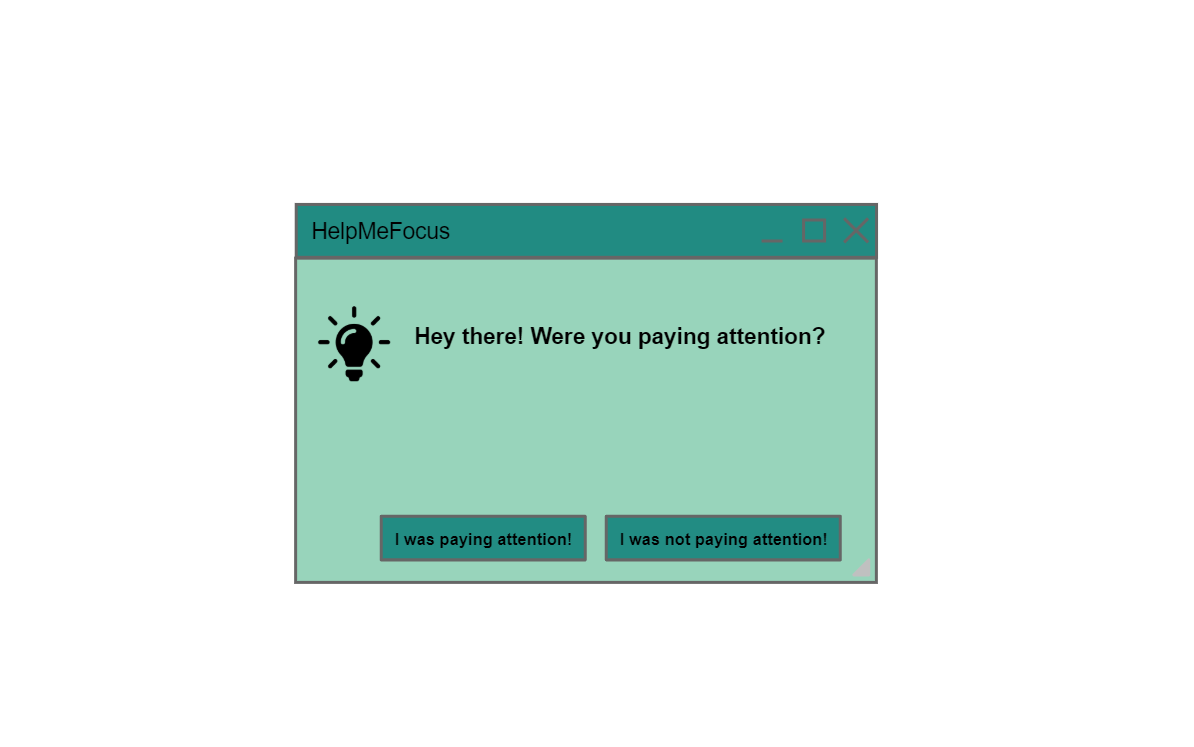 HelpMeFocus
Hey there! Were you paying attention?
I was paying attention!
I was not paying attention!